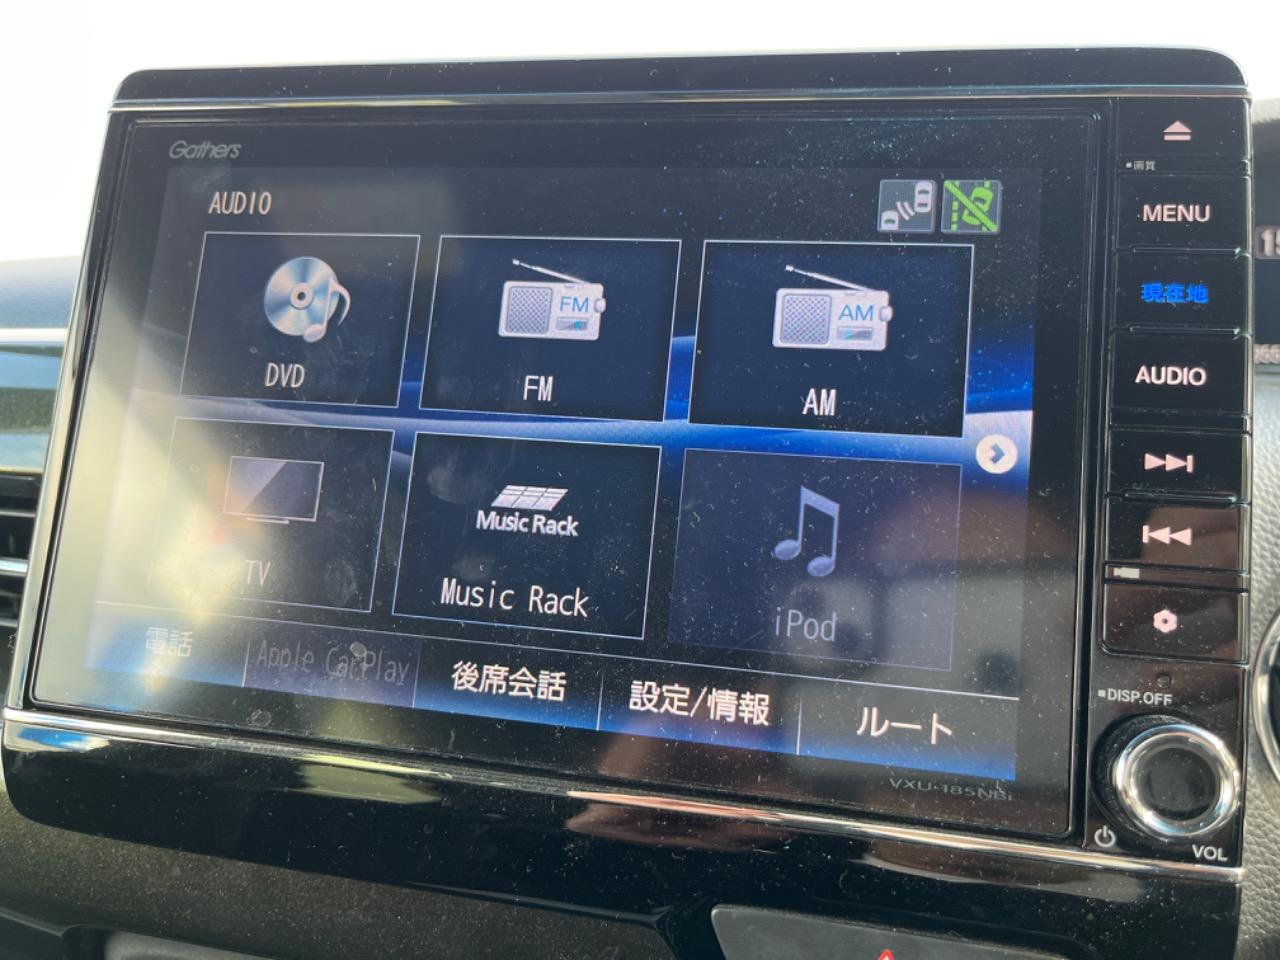 Gathers
AUDIO
DVD
FM
FM
AM
AM
TV
Music Rack
Music Rack
iPod
電話
Apple CarPlay
後席会話
設定/情報
ルート
VXU-185NBi
画質
MENU
現在地
AUDIO
DISP.OFF
VOL